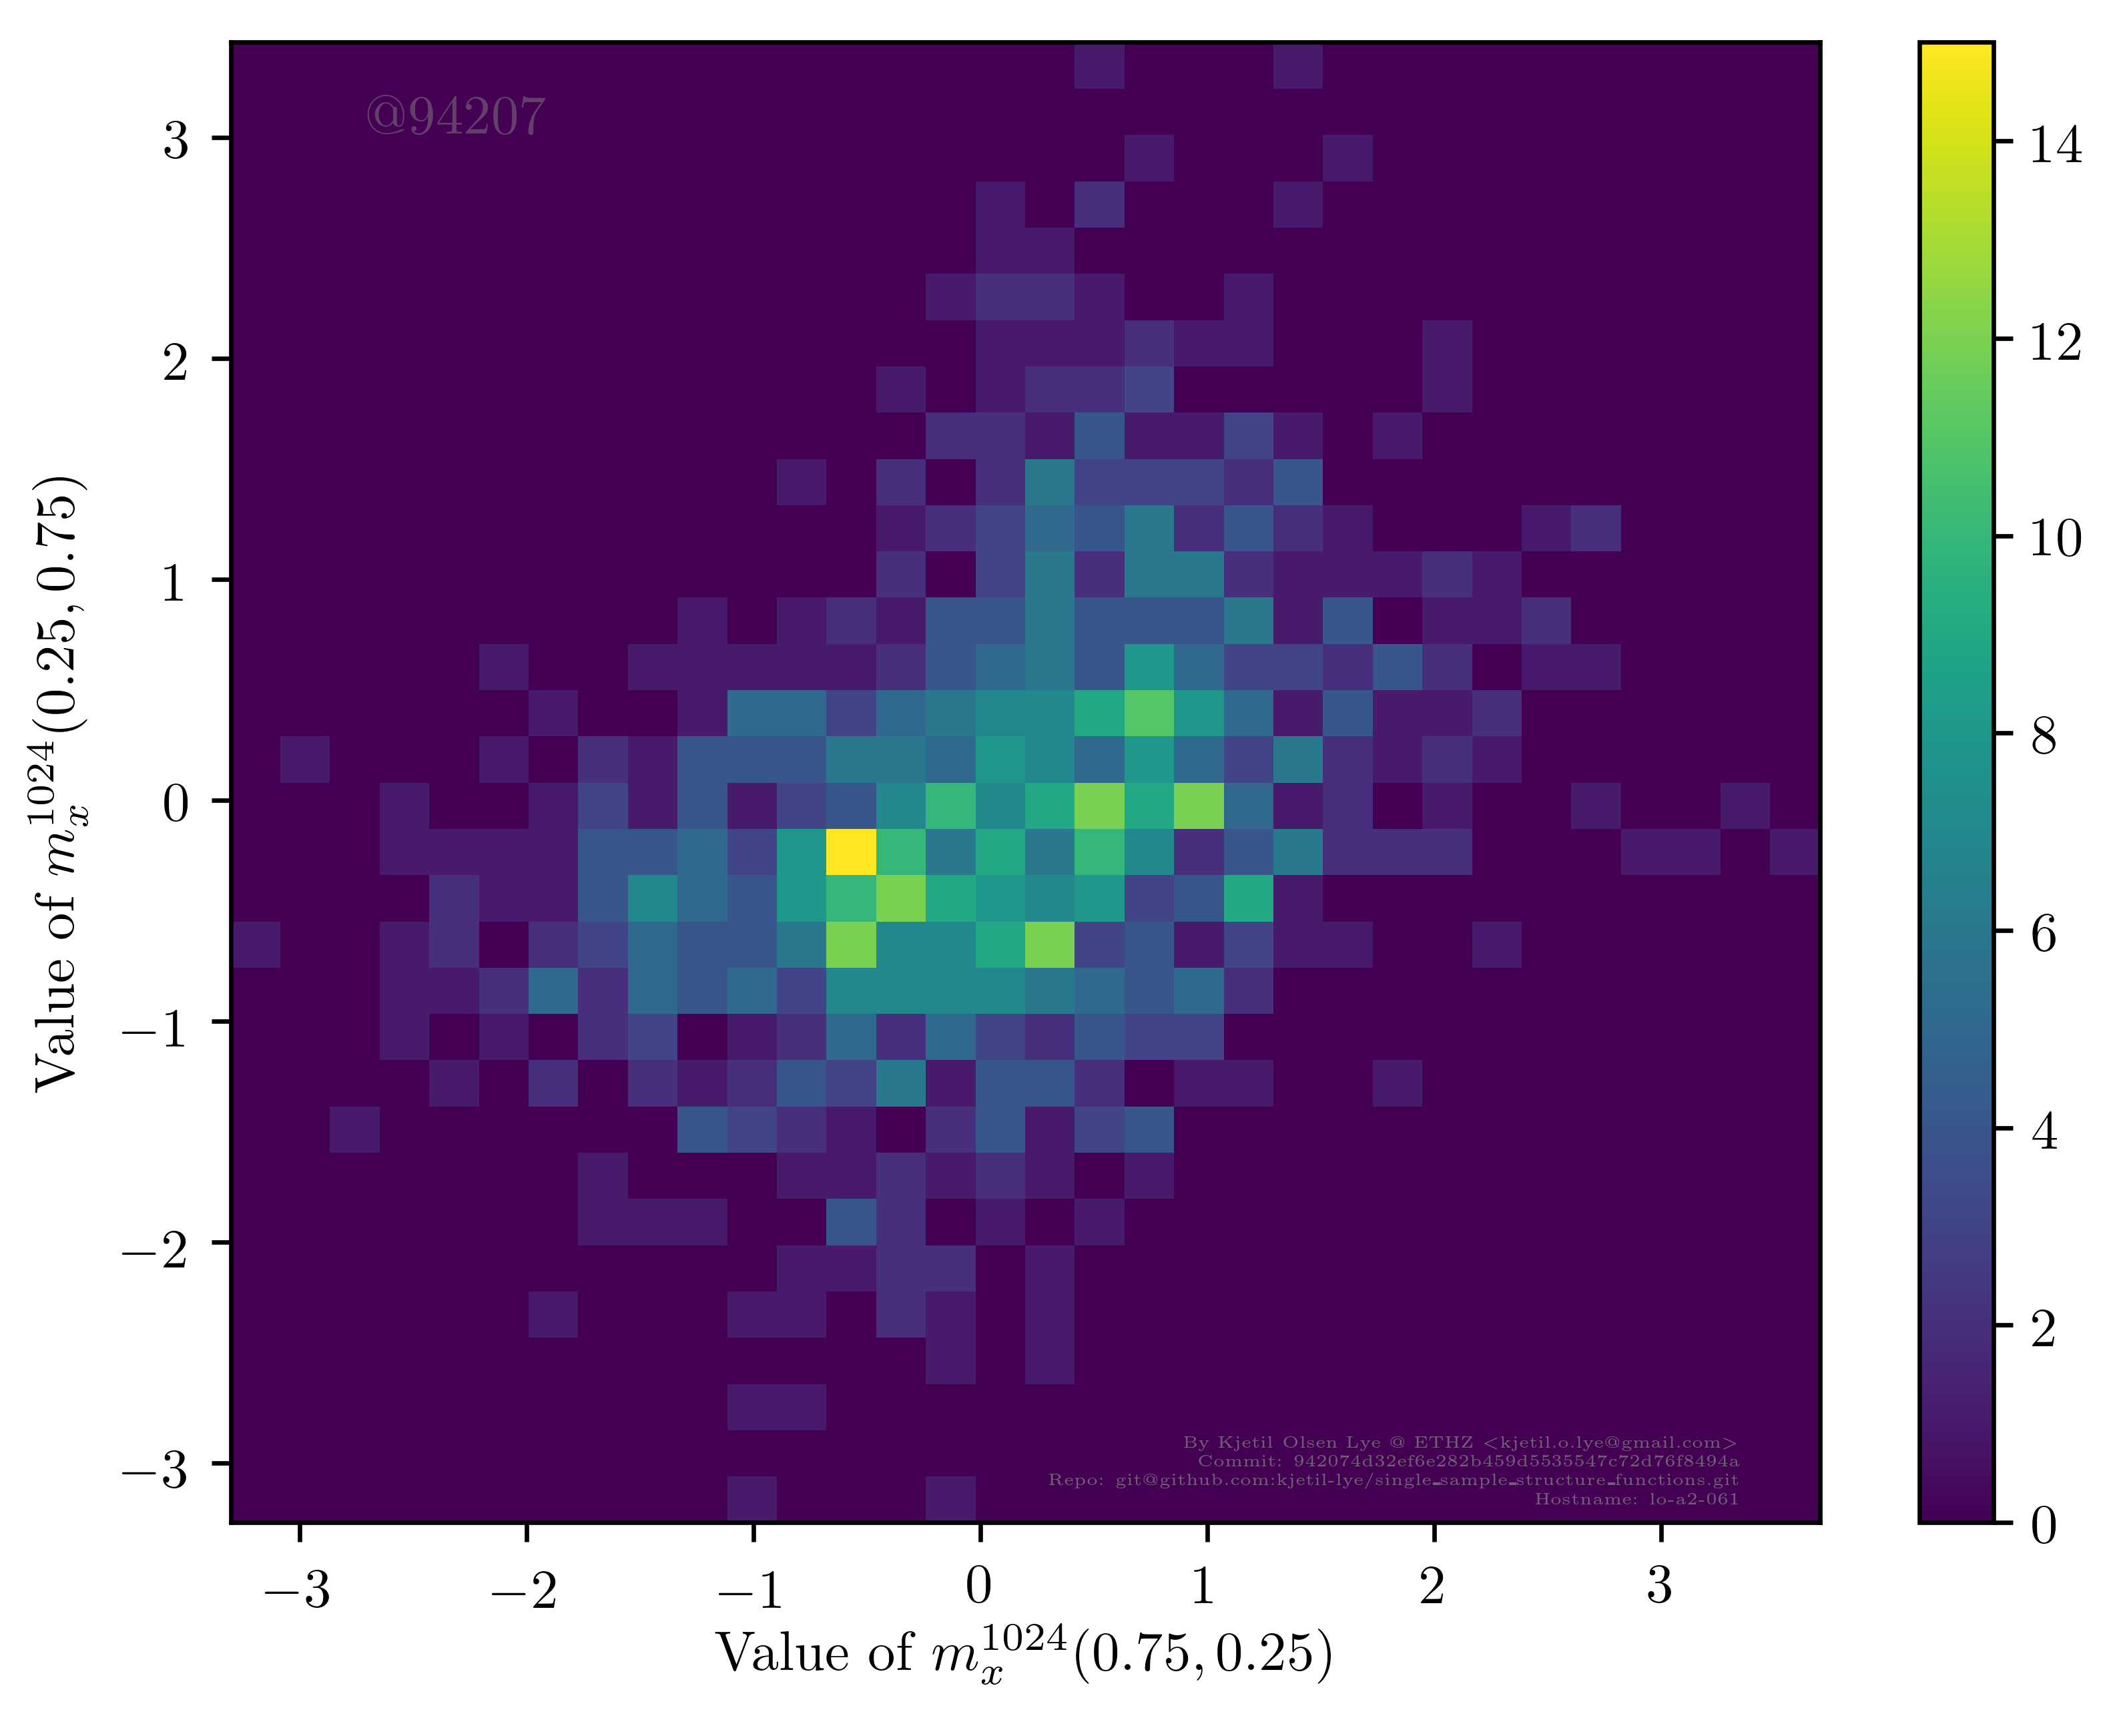 @94207
3
2
1
0
−1
−2
−3
Value of $m_x^{1024}(0.25, 0.75)$
−3 −2 −1 0 1 2 3
Value of $m_x^{1024}(0.75, 0.25)$
14
12
10
8
6
4
2
0
By Kjetil Olsen Lye @ ETHZ <kjetil.o.lye@gmail.com>
Commit: 942074d32ef6e282b459d5535547c72d76f8494a
Repo: git@github.com:kjetil-lye/single_sample_structure_functions.git
Hostname: lo-a2-061